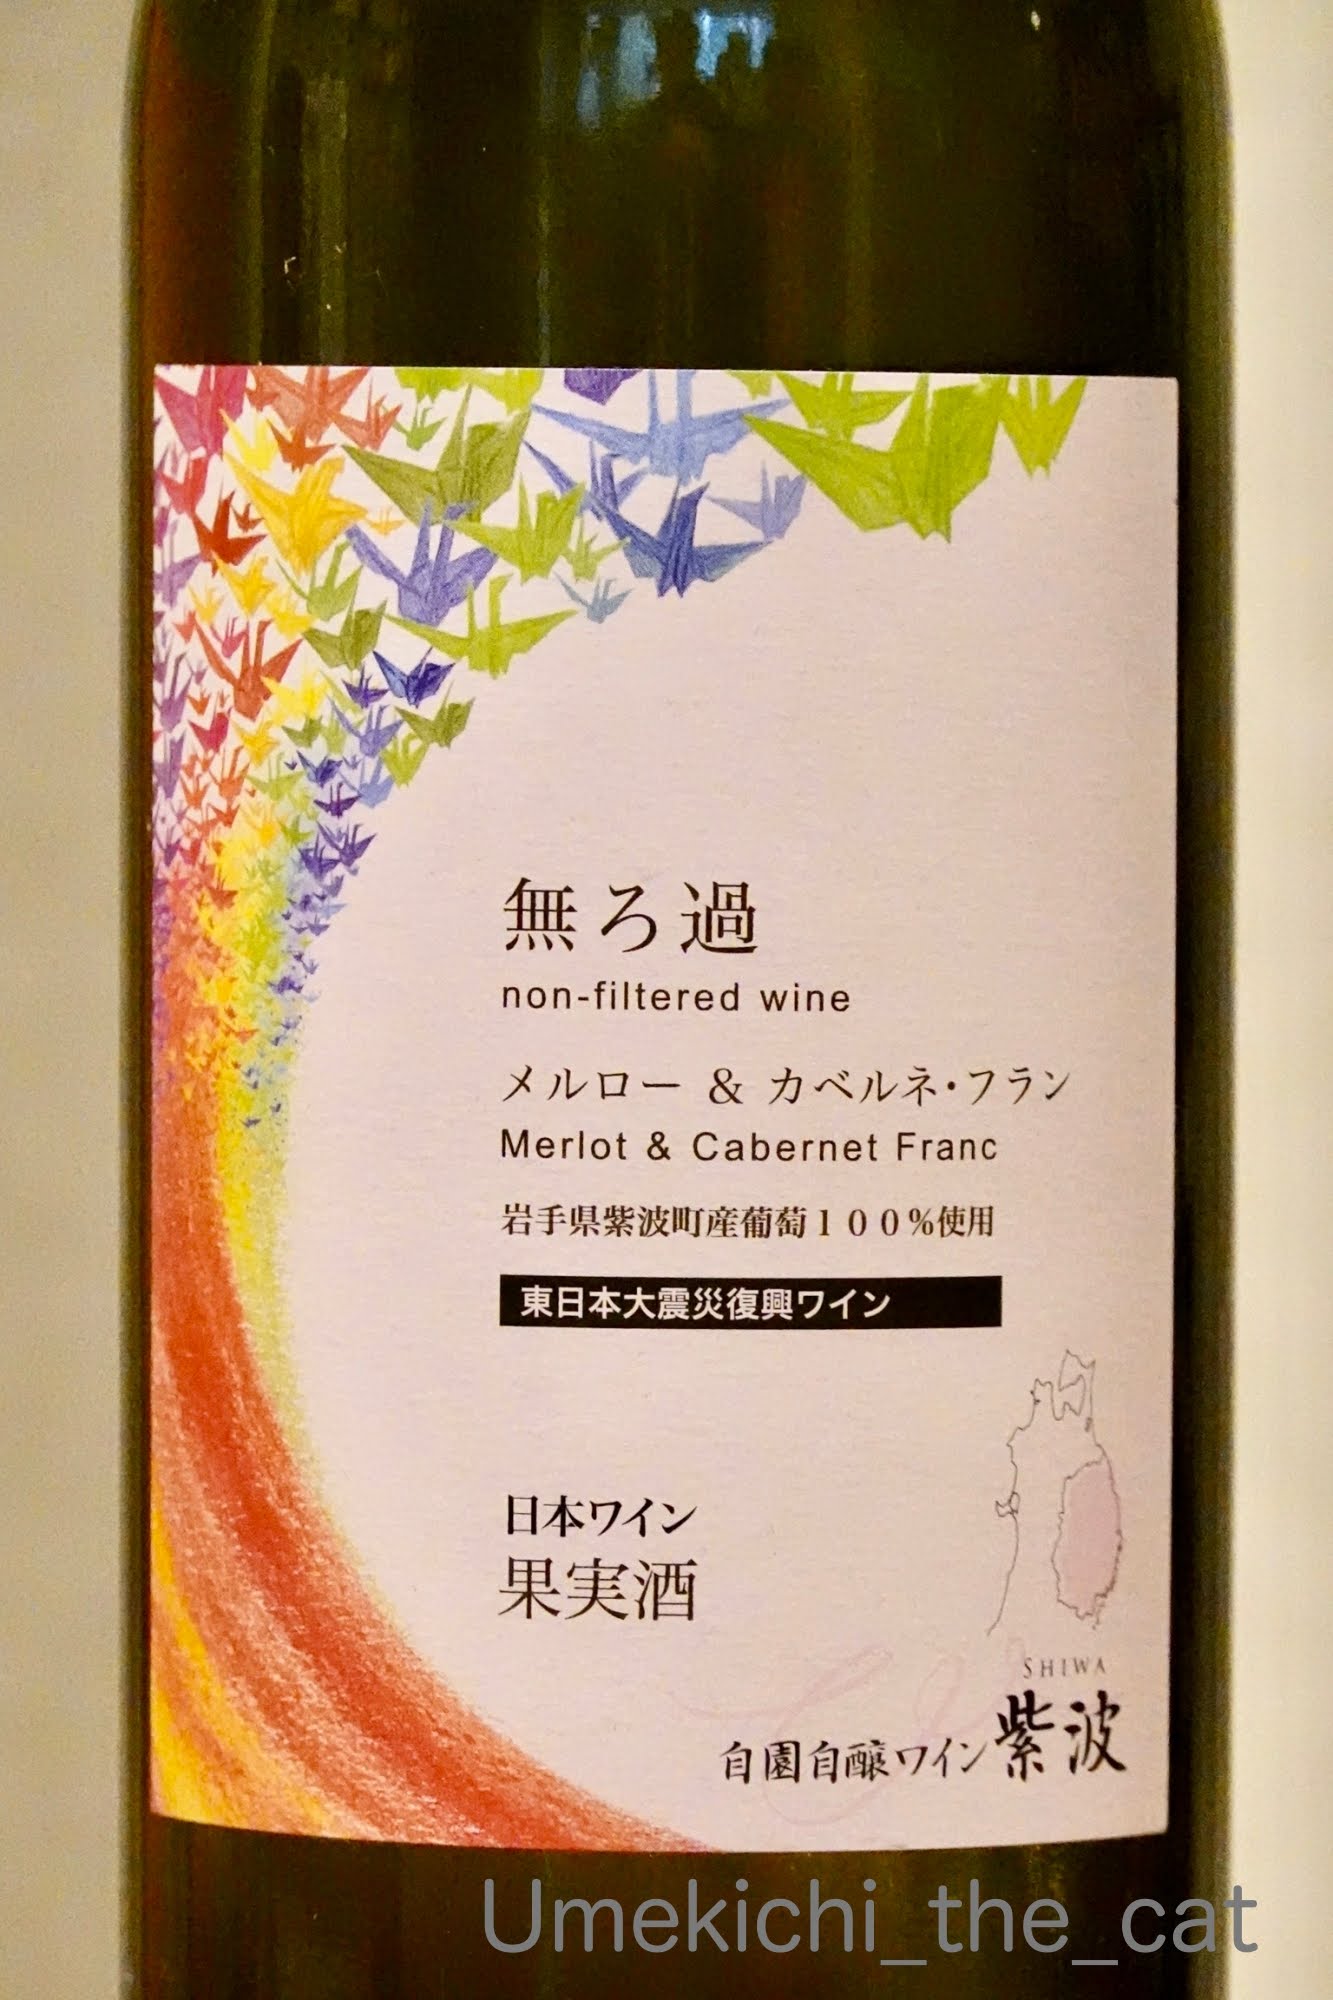 無ろ過
non-filtered wine
メルロー & カベルネ・フラン
Merlot & Cabernet Franc
岩手県紫波町産葡萄１００％使用
東日本大震災復興ワイン
日本ワイン
果実酒
SHIWA
自園自醸ワイン紫波
Umekichi_the_cat